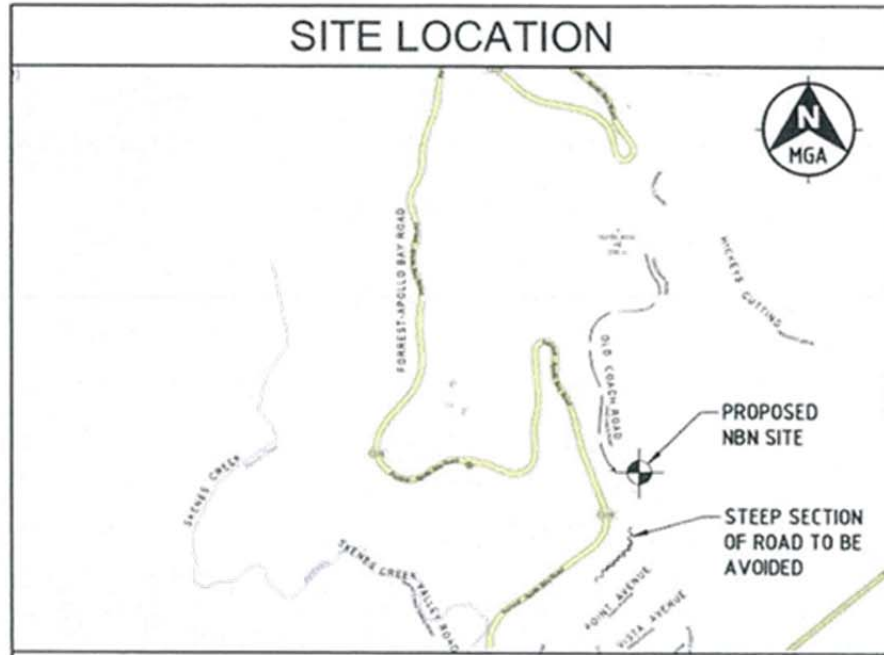 SITE LOCATION
N
MGA
FORREST-APOLLO BAY ROAD
HICKEYS CUTTING
OLD COACH ROAD
PROPOSED
NBN SITE
SKENES CREEK
STEEP SECTION
OF ROAD TO BE
AVOIDED
SKENES CREEK VALLEY ROAD
POINT AVENUE
VISTA AVENUE